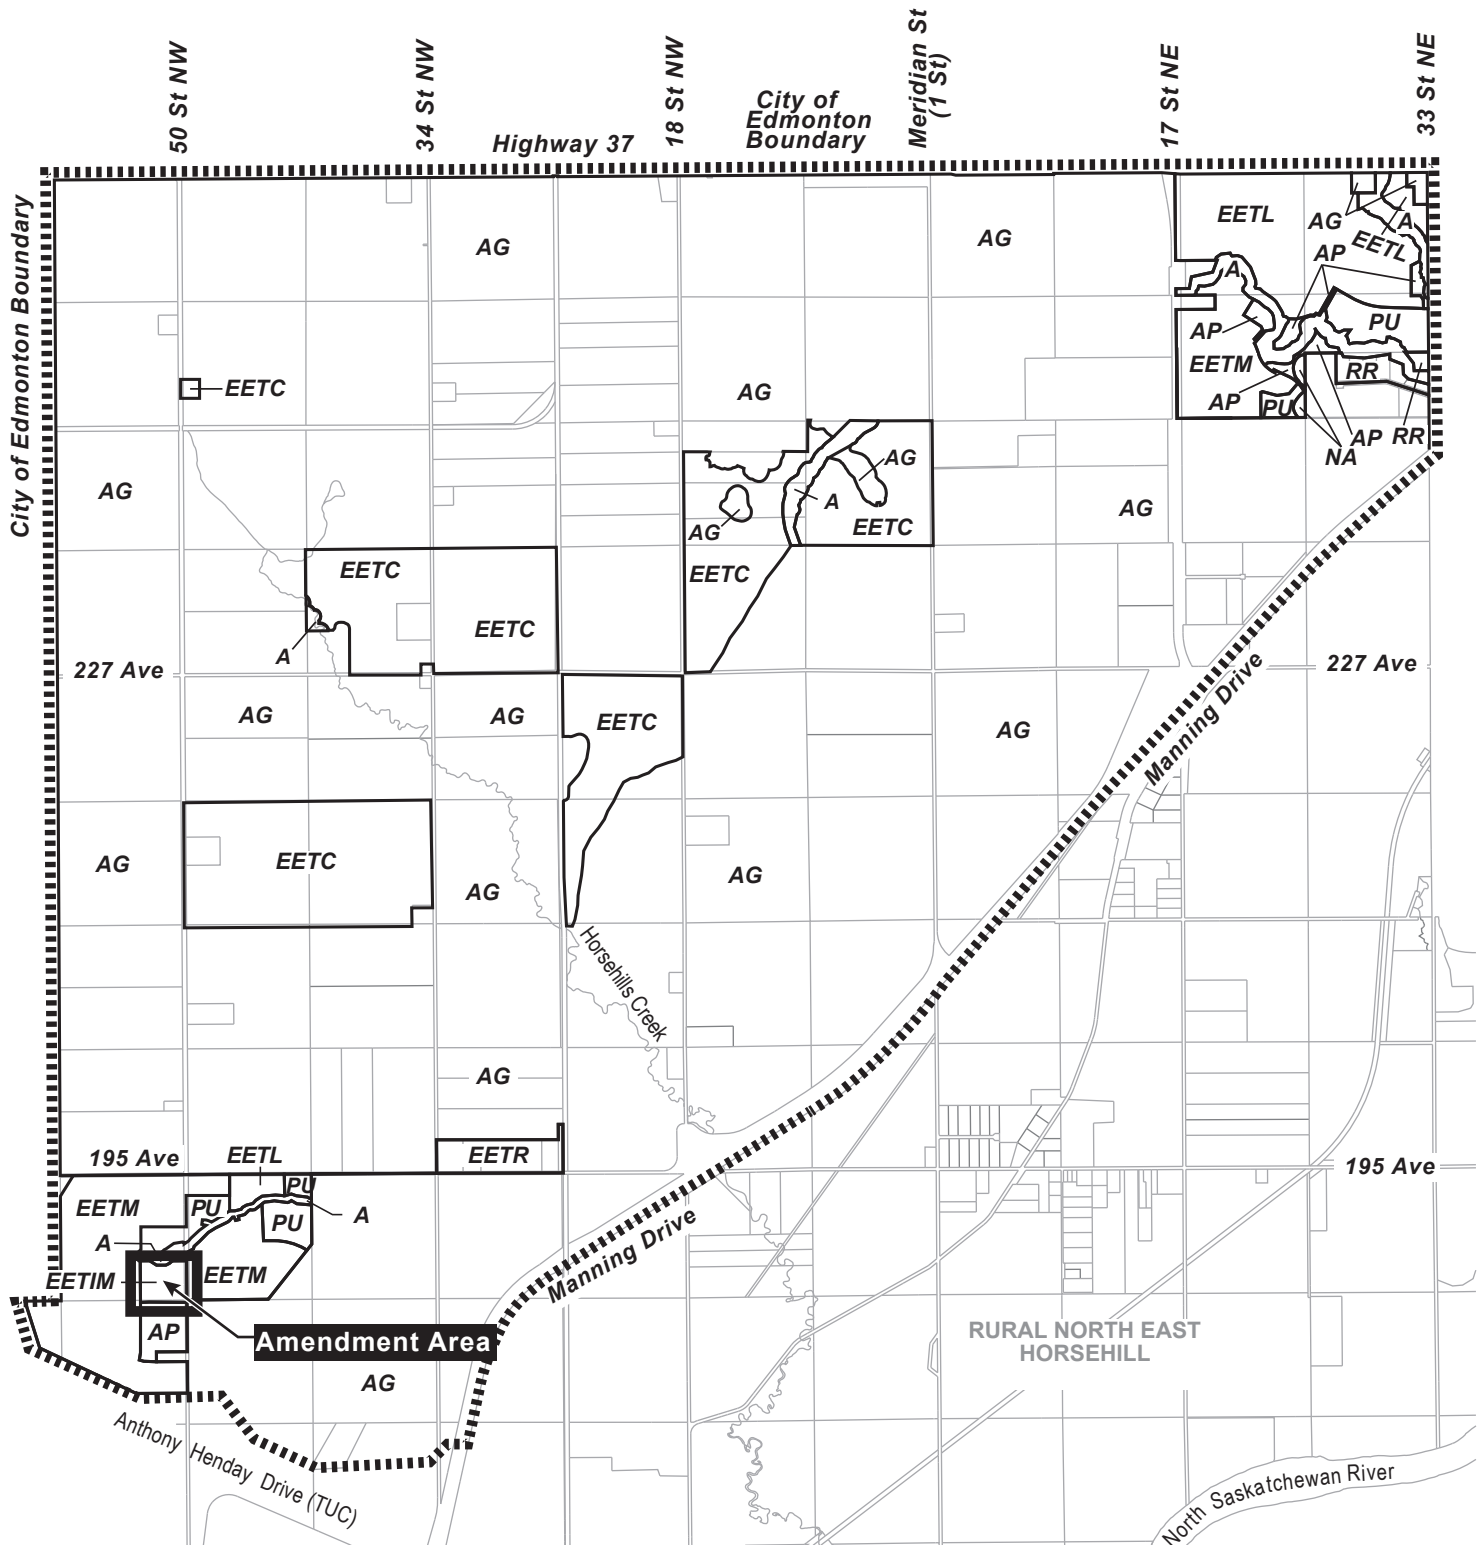 50 St NW
34 St NW
18 St NW
Meridian St
(1 St)
17 St NE
33 St NE
City of
Edmonton
Boundary
Highway 37
City of Edmonton Boundary
AG
AG
EETL
AG
A
EETL
AP
A
AP
PU
EETM
RR
AP
PU
AP
RR
NA
EETC
AG
AG
AG
A
AG
EETC
AG
EETC
EETC
EETC
A
227 Ave
227 Ave
AG
AG
EETC
AG
Manning Drive
AG
EETC
AG
AG
Horsehills Creek
AG
195 Ave
EETL
EETR
195 Ave
EETM
PU
PU
PU
A
A
EETIM
EETM
Manning Drive
AP
Amendment Area
RURAL NORTH EAST
HORSEHILL
AG
Anthony Henday Drive (TUC)
North Saskatchewan River